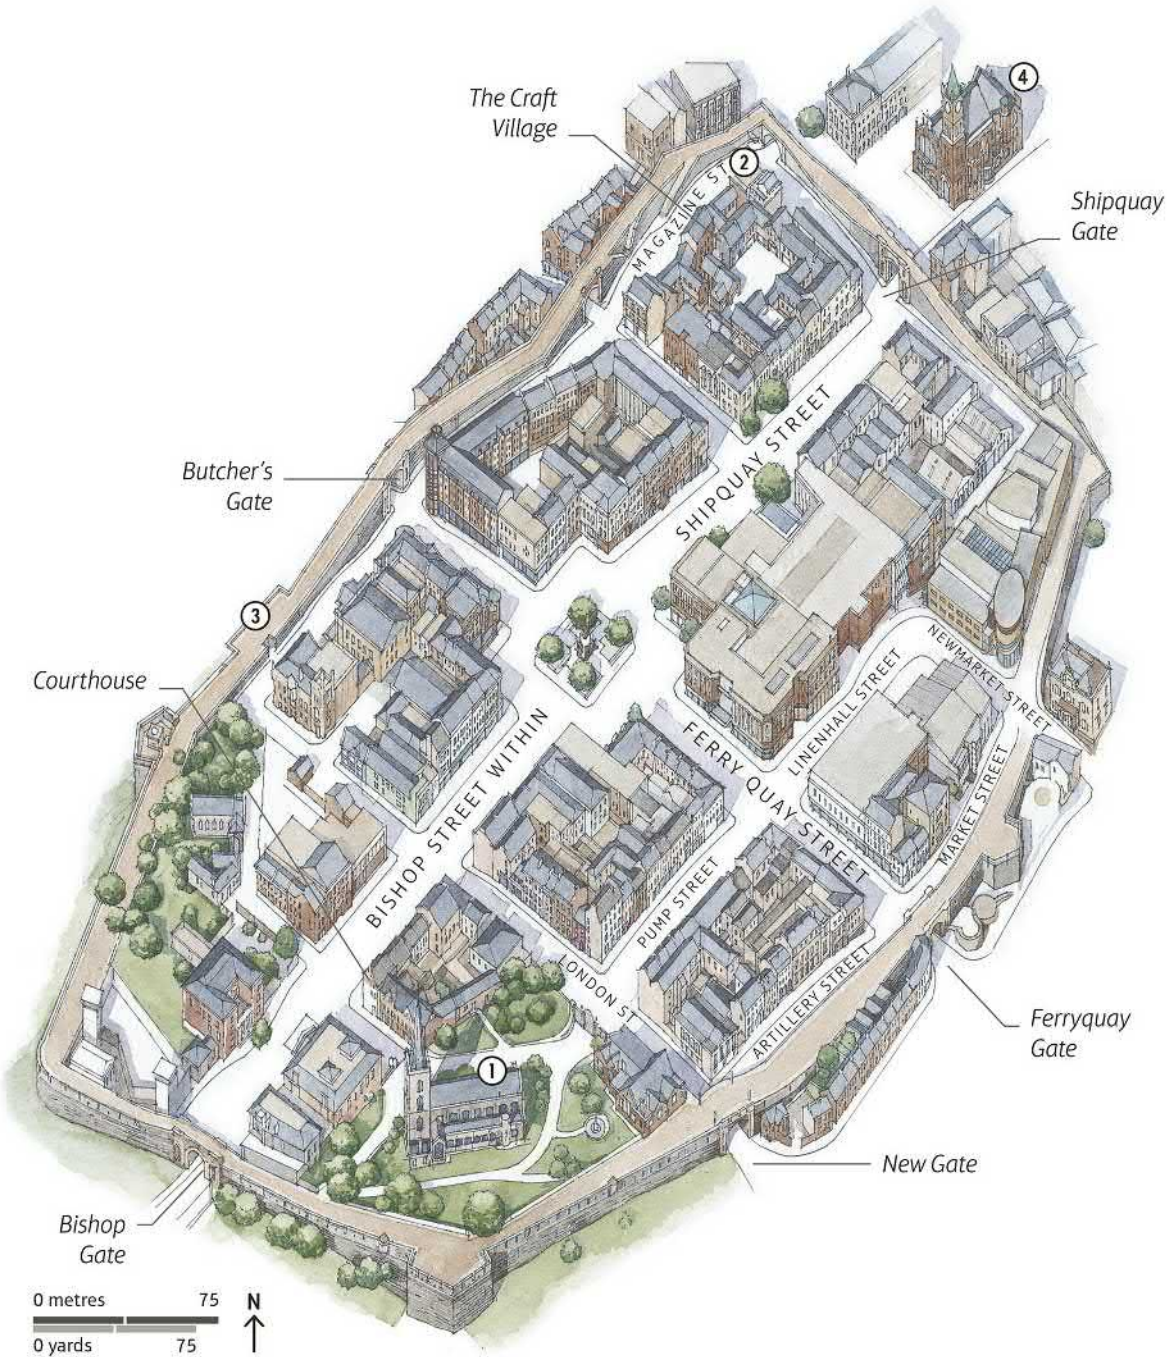 4
The Craft
Village
2
MAGAZINE ST
Shipquay
Gate
SHIPQUAY STREET
Butcher's
Gate
3
Courthouse
NEWMARKET STREET
LINENHALL STREET
BISHOP STREET WITHIN
FERRY QUAY STREET
MARKET STREET
PUMP STREET
LONDON ST
ARTILLERY STREET
Ferryquay
Gate
1
New Gate
Bishop
Gate
0 metres 75
N
0 yards 75